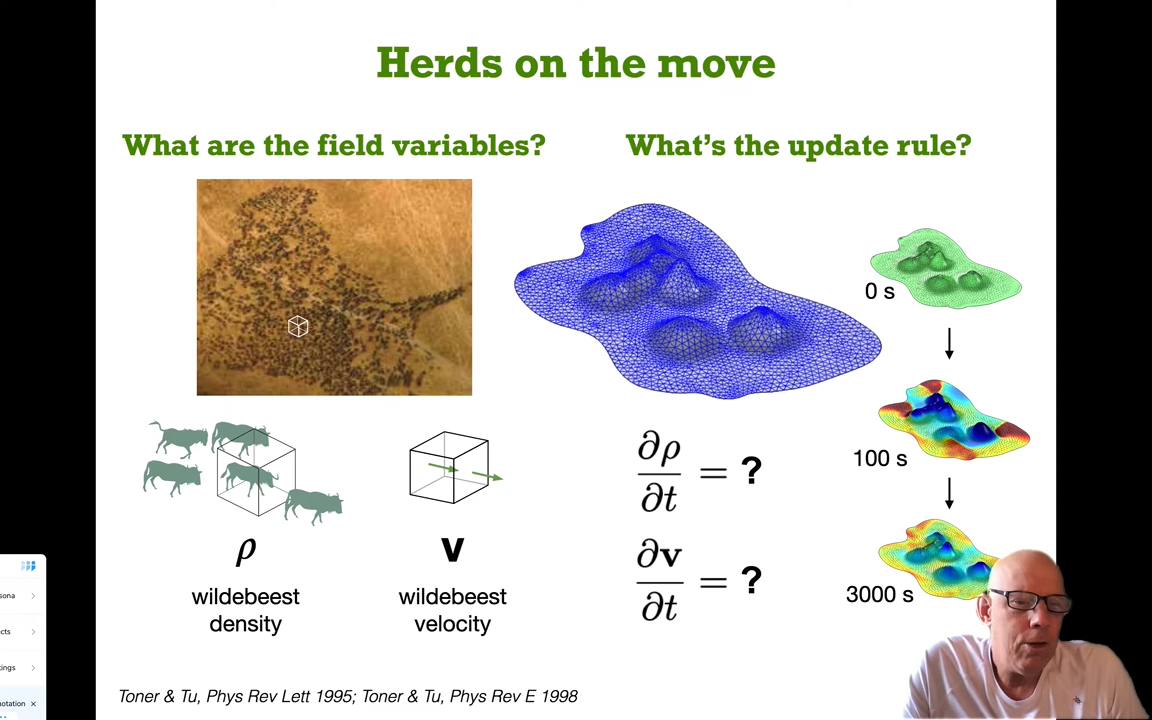 Herds on the move
What are the field variables?
What's the update rule?
0 s
100 s
3000 s
ρ
wildebeest
density
v
wildebeest
velocity
∂ρ/∂t = ?
∂v/∂t = ?
Toner & Tu, Phys Rev Lett 1995; Toner & Tu, Phys Rev E 1998